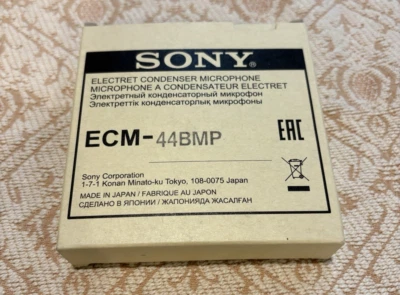 SONY®
ELECTRET CONDENSER MICROPHONE
MICROPHONE A CONDENSATEUR ELECTRET
Электретный конденсаторный микрофон
Электреттік конденсаторлық микрофоны
ECM-44BMP
EAC
Sony Corporation
1-7-1 Konan Minato-ku Tokyo, 108-0075 Japan
MADE IN JAPAN / FABRIQUE AU JAPON
СДЕЛАНО В ЯПОНИИ / ЖАПОНИЯДА ЖАСАЛҒАН